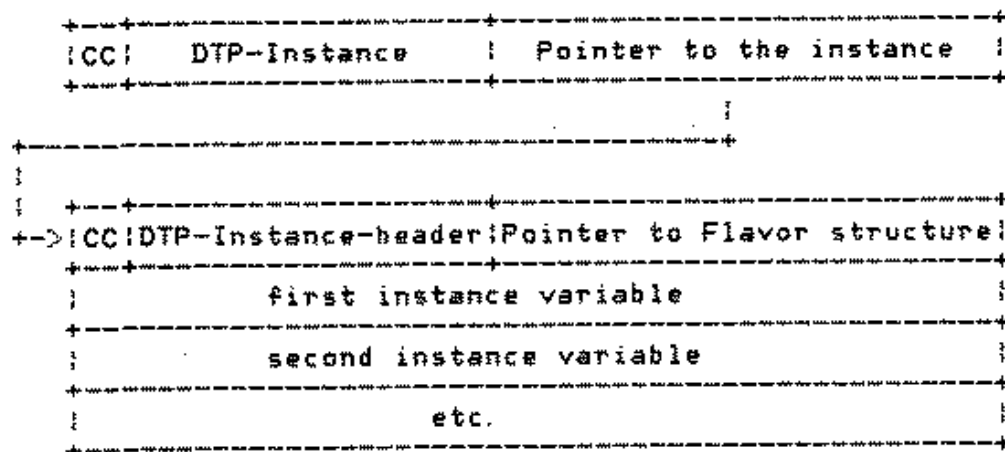 CC DTP-Instance Pointer to the instance
CC DTP-Instance-header Pointer to Flavor structure
first instance variable
second instance variable
etc.